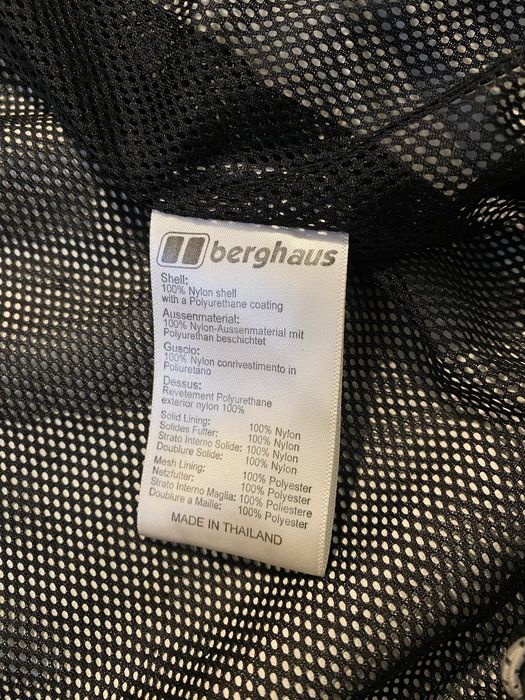 berghaus
Shell:
100% Nylon shell
with a Polyurethane coating
Aussenmaterial:
100% Nylon-Aussenmaterial mit
Polyurethan beschichtet
Guscio:
100% Nylon conrivestimento in
Poliuretano
Dessus:
Revetement Polyurethane
exterior nylon 100%
Solid Lining: 100% Nylon
Solides Futter: 100% Nylon
Strato Interno Solide: 100% Nylon
Doublure Solide: 100% Nylon
Mesh Lining: 100% Polyester
Netzfutter: 100% Polyester
Strato Interno Maglia: 100% Poliestere
Doublure a Maille: 100% Polyester
MADE IN THAILAND